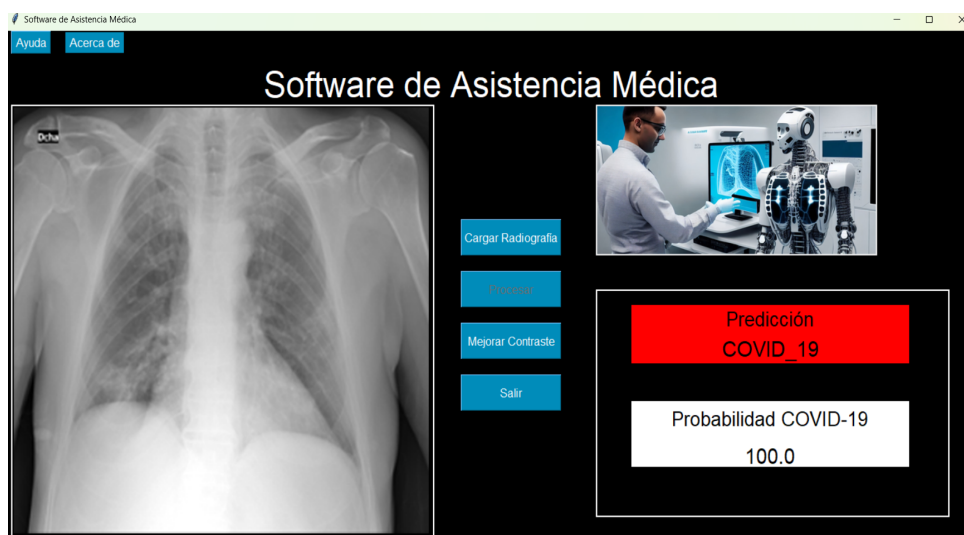 Software de Asistencia Médica
Ayuda
Acerca de
Software de Asistencia Médica
Dcha
Cargar Radiografía
Procesar
Mejorar Contraste
Salir
Predicción
COVID_19
Probabilidad COVID-19
100.0